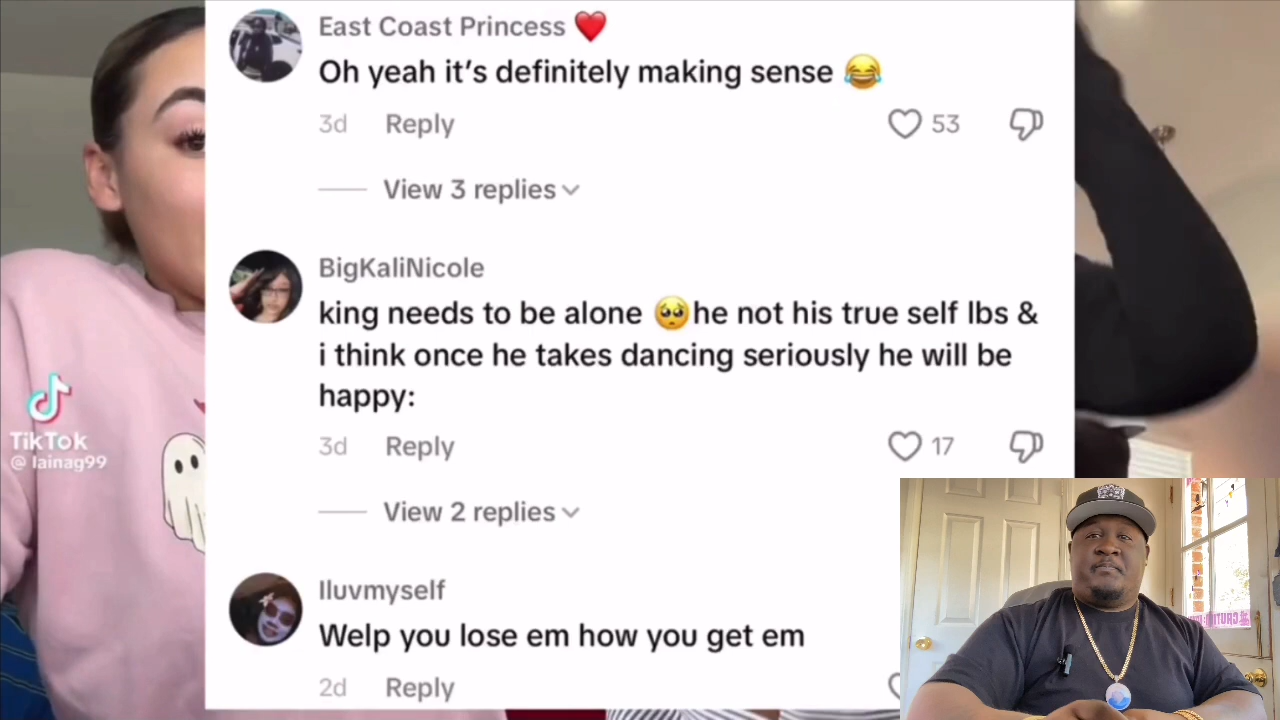 East Coast Princess ❤️
Oh yeah it's definitely making sense 😂
3d Reply 53
View 3 replies
BigKaliNicole
king needs to be alone 🥺he not his true self lbs &
i think once he takes dancing seriously he will be
happy:
3d Reply 17
View 2 replies
TikTok
@ lainag99
Iluvmyself
Welp you lose em how you get em
2d Reply